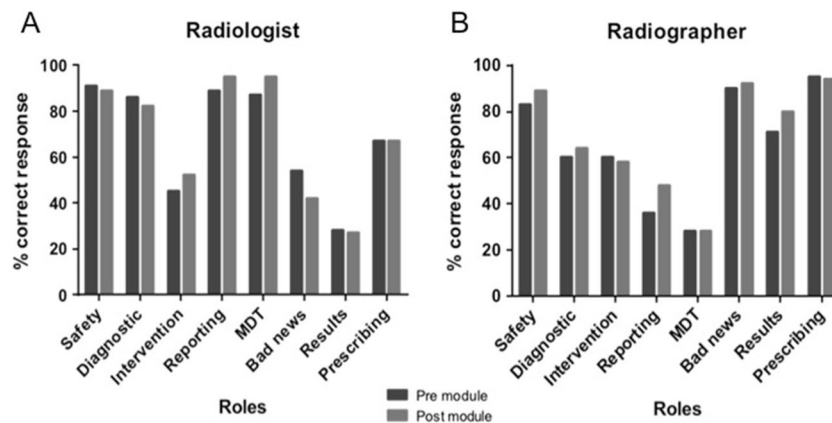 A
Radiologist
% correct response
100
80
60
40
20
0
Safety
Diagnostic
Intervention
Reporting
MDT
Bad news
Results
Prescribing
Roles
B
Radiographer
% correct response
100
80
60
40
20
0
Safety
Diagnostic
Intervention
Reporting
MDT
Bad news
Results
Prescribing
Roles
Pre module
Post module